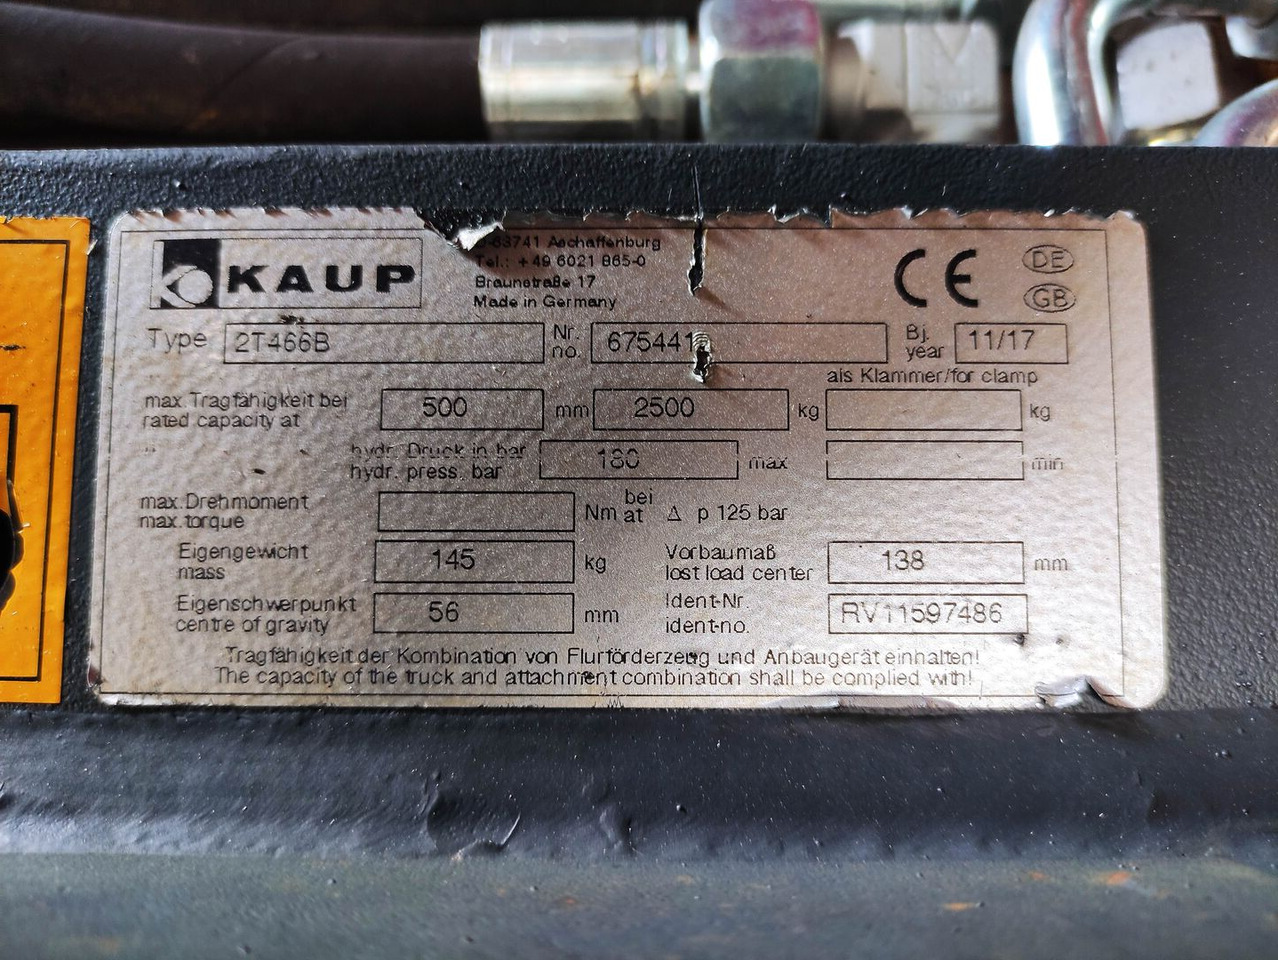 KAUP
63741 Aschaffenburg
Tel.: +49 6021 865-0
Braunstraße 17
Made in Germany
CE
DE
GB
Type 2T466B Nr. no. Bj. year 11/17
als Klammer/for clamp
max. Tragfähigkeit bei
rated capacity at 500 mm 2500 kg kg
hydr. Druck in bar
hydr. press. bar 180 max min
max. Drehmoment
max. torque Nm bei at Δ p 125 bar
Eigengewicht
mass 145 kg
Vorbaumaß
lost load center 138 mm
Eigenschwerpunkt
centre of gravity 56 mm
Ident-Nr.
ident-no. RV11597486
Tragfähigkeit der Kombination von Flurförderzeug und Anbaugerät einhalten!
The capacity of the truck and attachment combination shall be complied with!